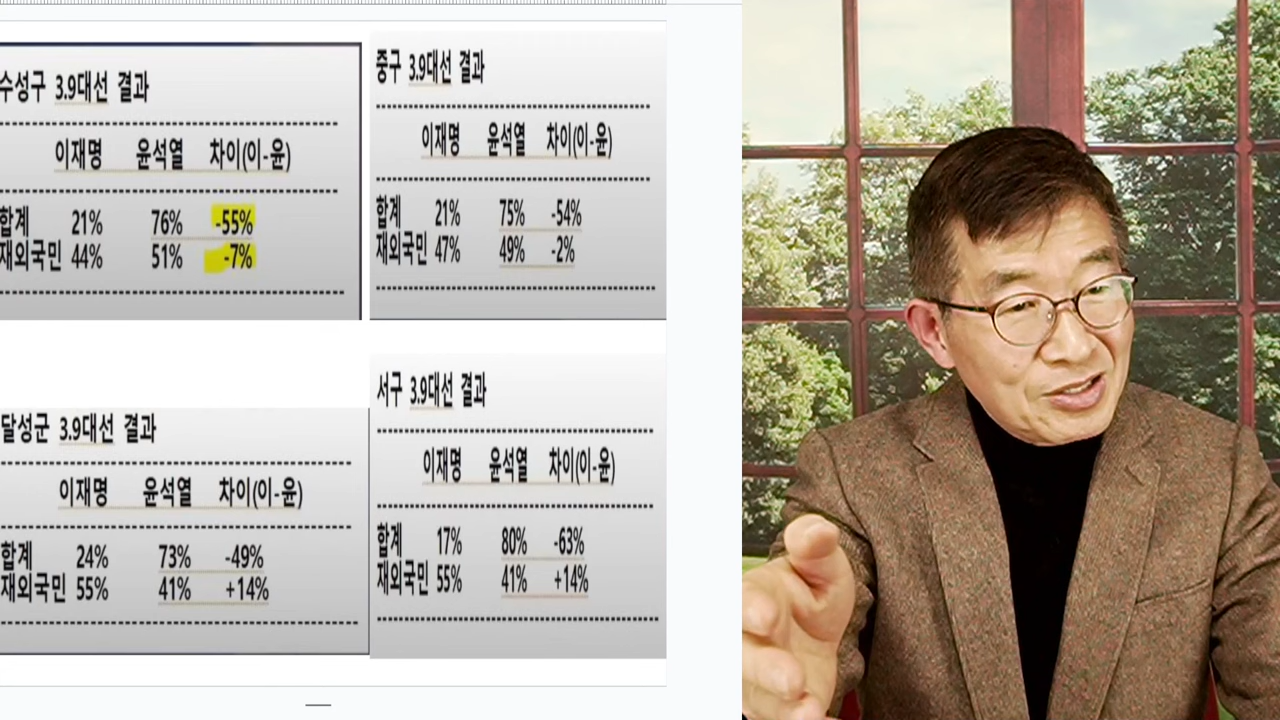 수성구 3.9대선 결과
이재명 윤석열 차이(이-윤)
합계 21% 76% -55%
재외국민 44% 51% -7%
중구 3.9대선 결과
이재명 윤석열 차이(이-윤)
합계 21% 75% -54%
재외국민 47% 49% -2%
달성군 3.9대선 결과
이재명 윤석열 차이(이-윤)
합계 24% 73% -49%
재외국민 55% 41% +14%
서구 3.9대선 결과
이재명 윤석열 차이(이-윤)
합계 17% 80% -63%
재외국민 55% 41% +14%